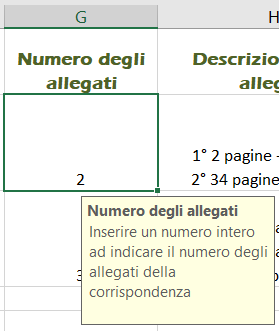 G
H
Numero degli
allegati
Descrizio
alleg
1° 2 pagine -
2
2° 34 pagine
Numero degli allegati
Inserire un numero intero
ad indicare il numero degli
allegati della
corrispondenza